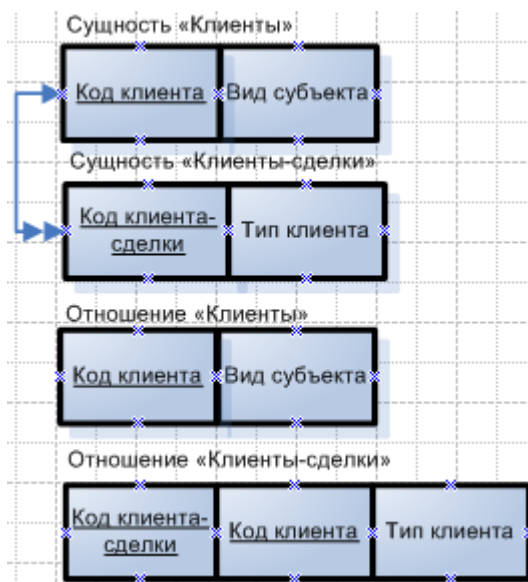 Сущность «Клиенты»
Код клиента Вид субъекта
Сущность «Клиенты-сделки»
Код клиента-
сделки
Тип клиента
Отношение «Клиенты»
Код клиента Вид субъекта
Отношение «Клиенты-сделки»
Код клиента-
сделки
Код клиента
Тип клиента